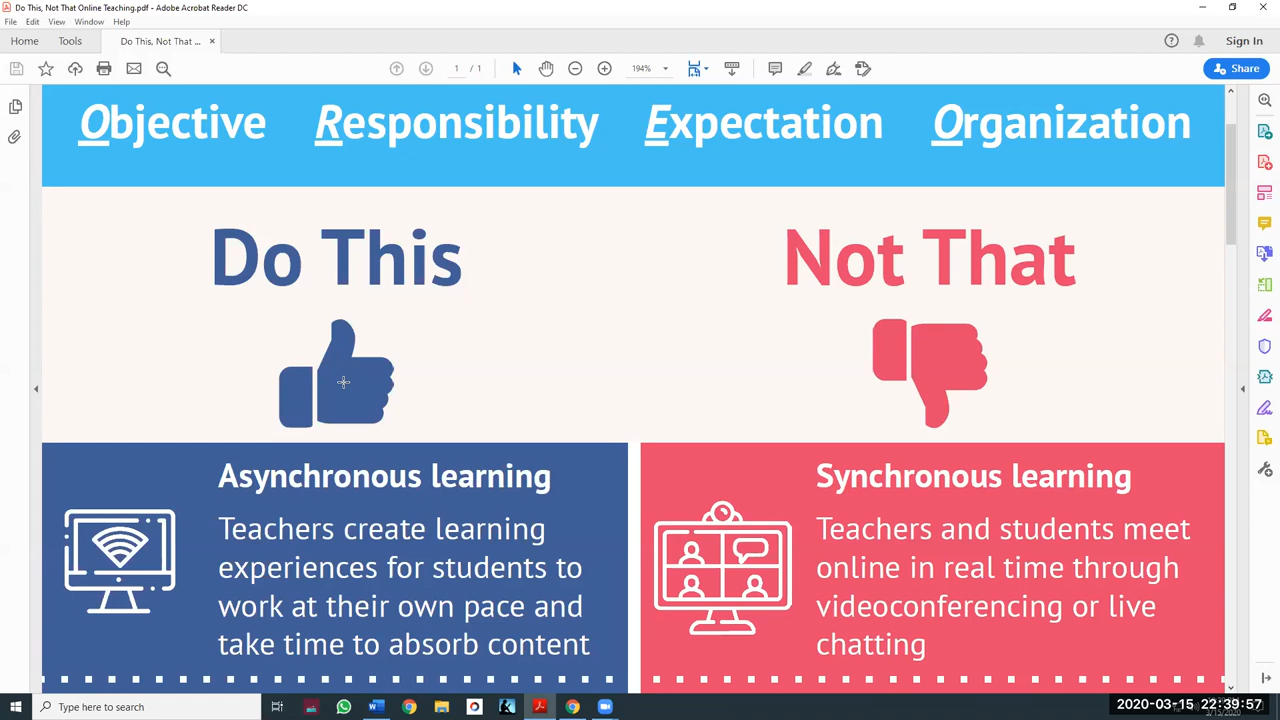 Do This, Not That Online Teaching.pdf - Adobe Acrobat Reader DC
File Edit View Window Help
Home Tools Do This, Not That ... × Sign In
1 / 1 194% Share
Objective Responsibility Expectation Organization
Do This Not That
Asynchronous learning
Teachers create learning
experiences for students to
work at their own pace and
take time to absorb content
Synchronous learning
Teachers and students meet
online in real time through
videoconferencing or live
chatting
Type here to search
2020-03-15 22:39:57